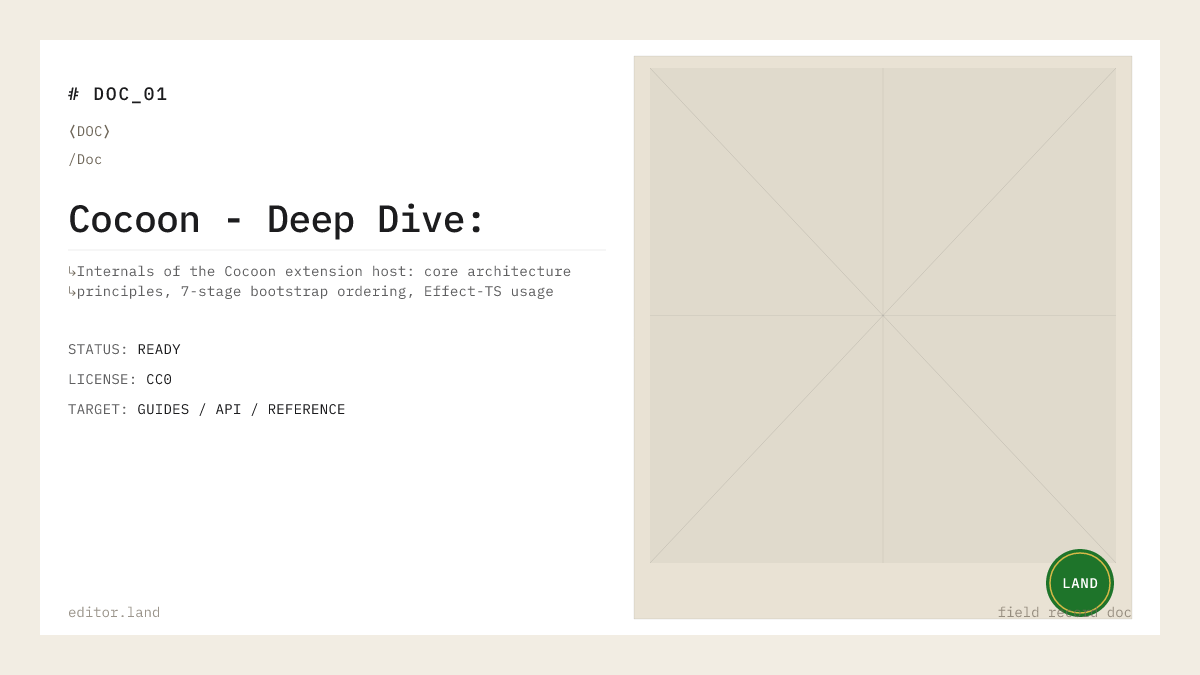 # DOC_01
⟨DOC⟩
/Doc
Cocoon - Deep Dive:
↳Internals of the Cocoon extension host: core architecture
↳principles, 7-stage bootstrap ordering, Effect-TS usage
STATUS: READY
LICENSE: CC0
TARGET: GUIDES / API / REFERENCE
LAND
editor.land
field record doc